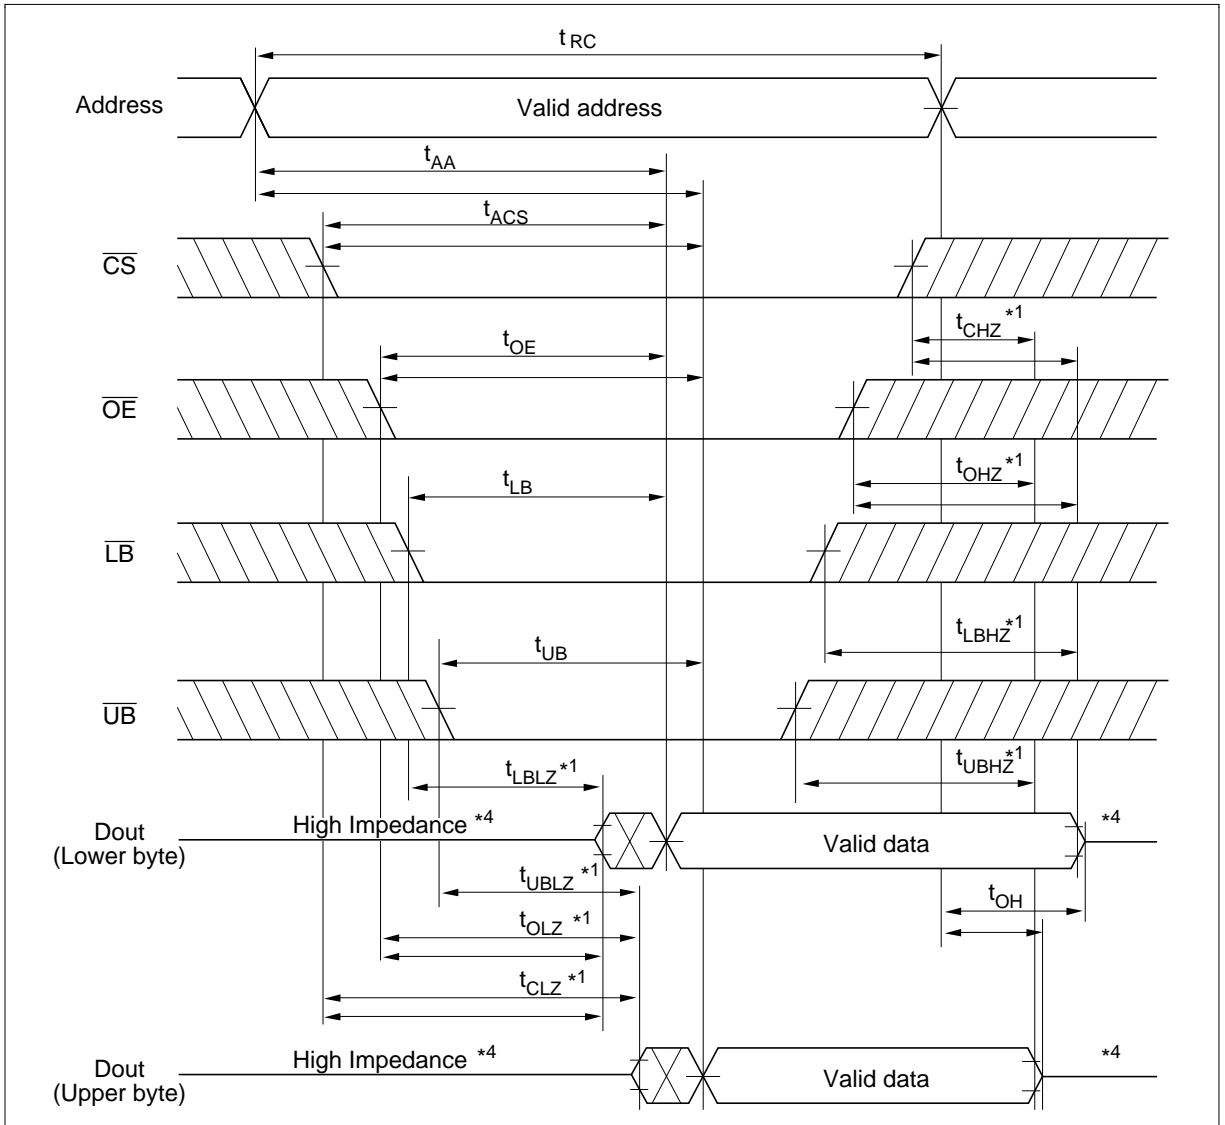 tRC
Address
Valid address
tAA
tACS
CS
tCHZ *1
tOE
OE
tOHZ *1
tLB
LB
tLBHZ *1
tUB
UB
tUBHZ *1
tLBLZ *1
High Impedance *4
Dout
(Lower byte)
Valid data
*4
tUBLZ *1
tOH
tOLZ *1
tCLZ *1
High Impedance *4
Dout
(Upper byte)
Valid data
*4